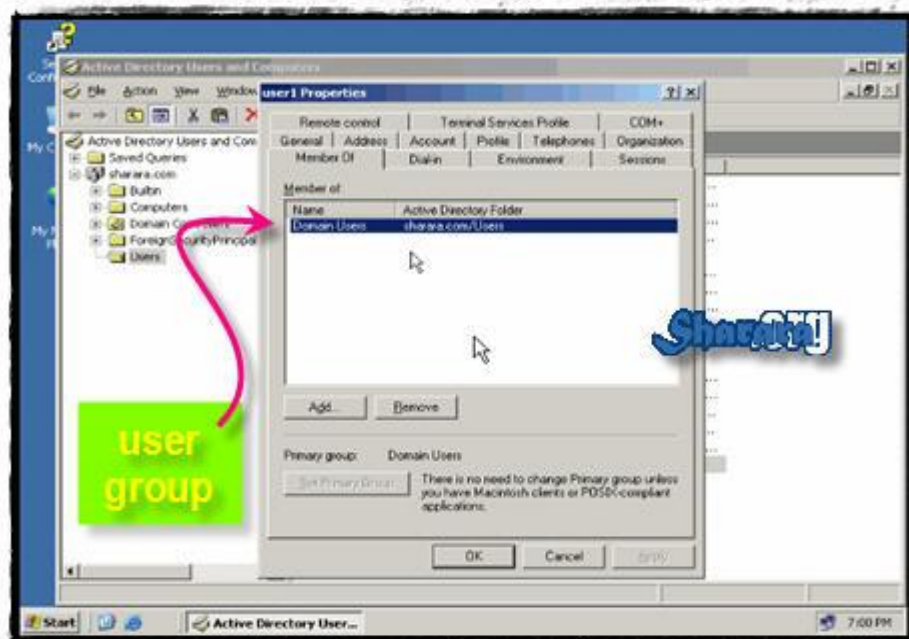 Active Directory Users and Computers
File Action View Window
user1 Properties
Remote control Terminal Services Profile COM+
General Address Account Profile Telephones Organization
Member Of Dial-in Environment Sessions
Active Directory Users and Com
Saved Queries
sharara.com
Builtin
Computers
Domain
ForeignSecurityPrincipal
Users
Member of:
Name Active Directory Folder
Domain Users sharara.com/Users
Sharara
Add... Remove
user
group
Primary group: Domain Users
Set Primary Group
There is no need to change Primary group unless
you have Macintosh clients or POSIX-compliant
applications.
OK Cancel Apply
Start Active Directory User... 7:00 PM